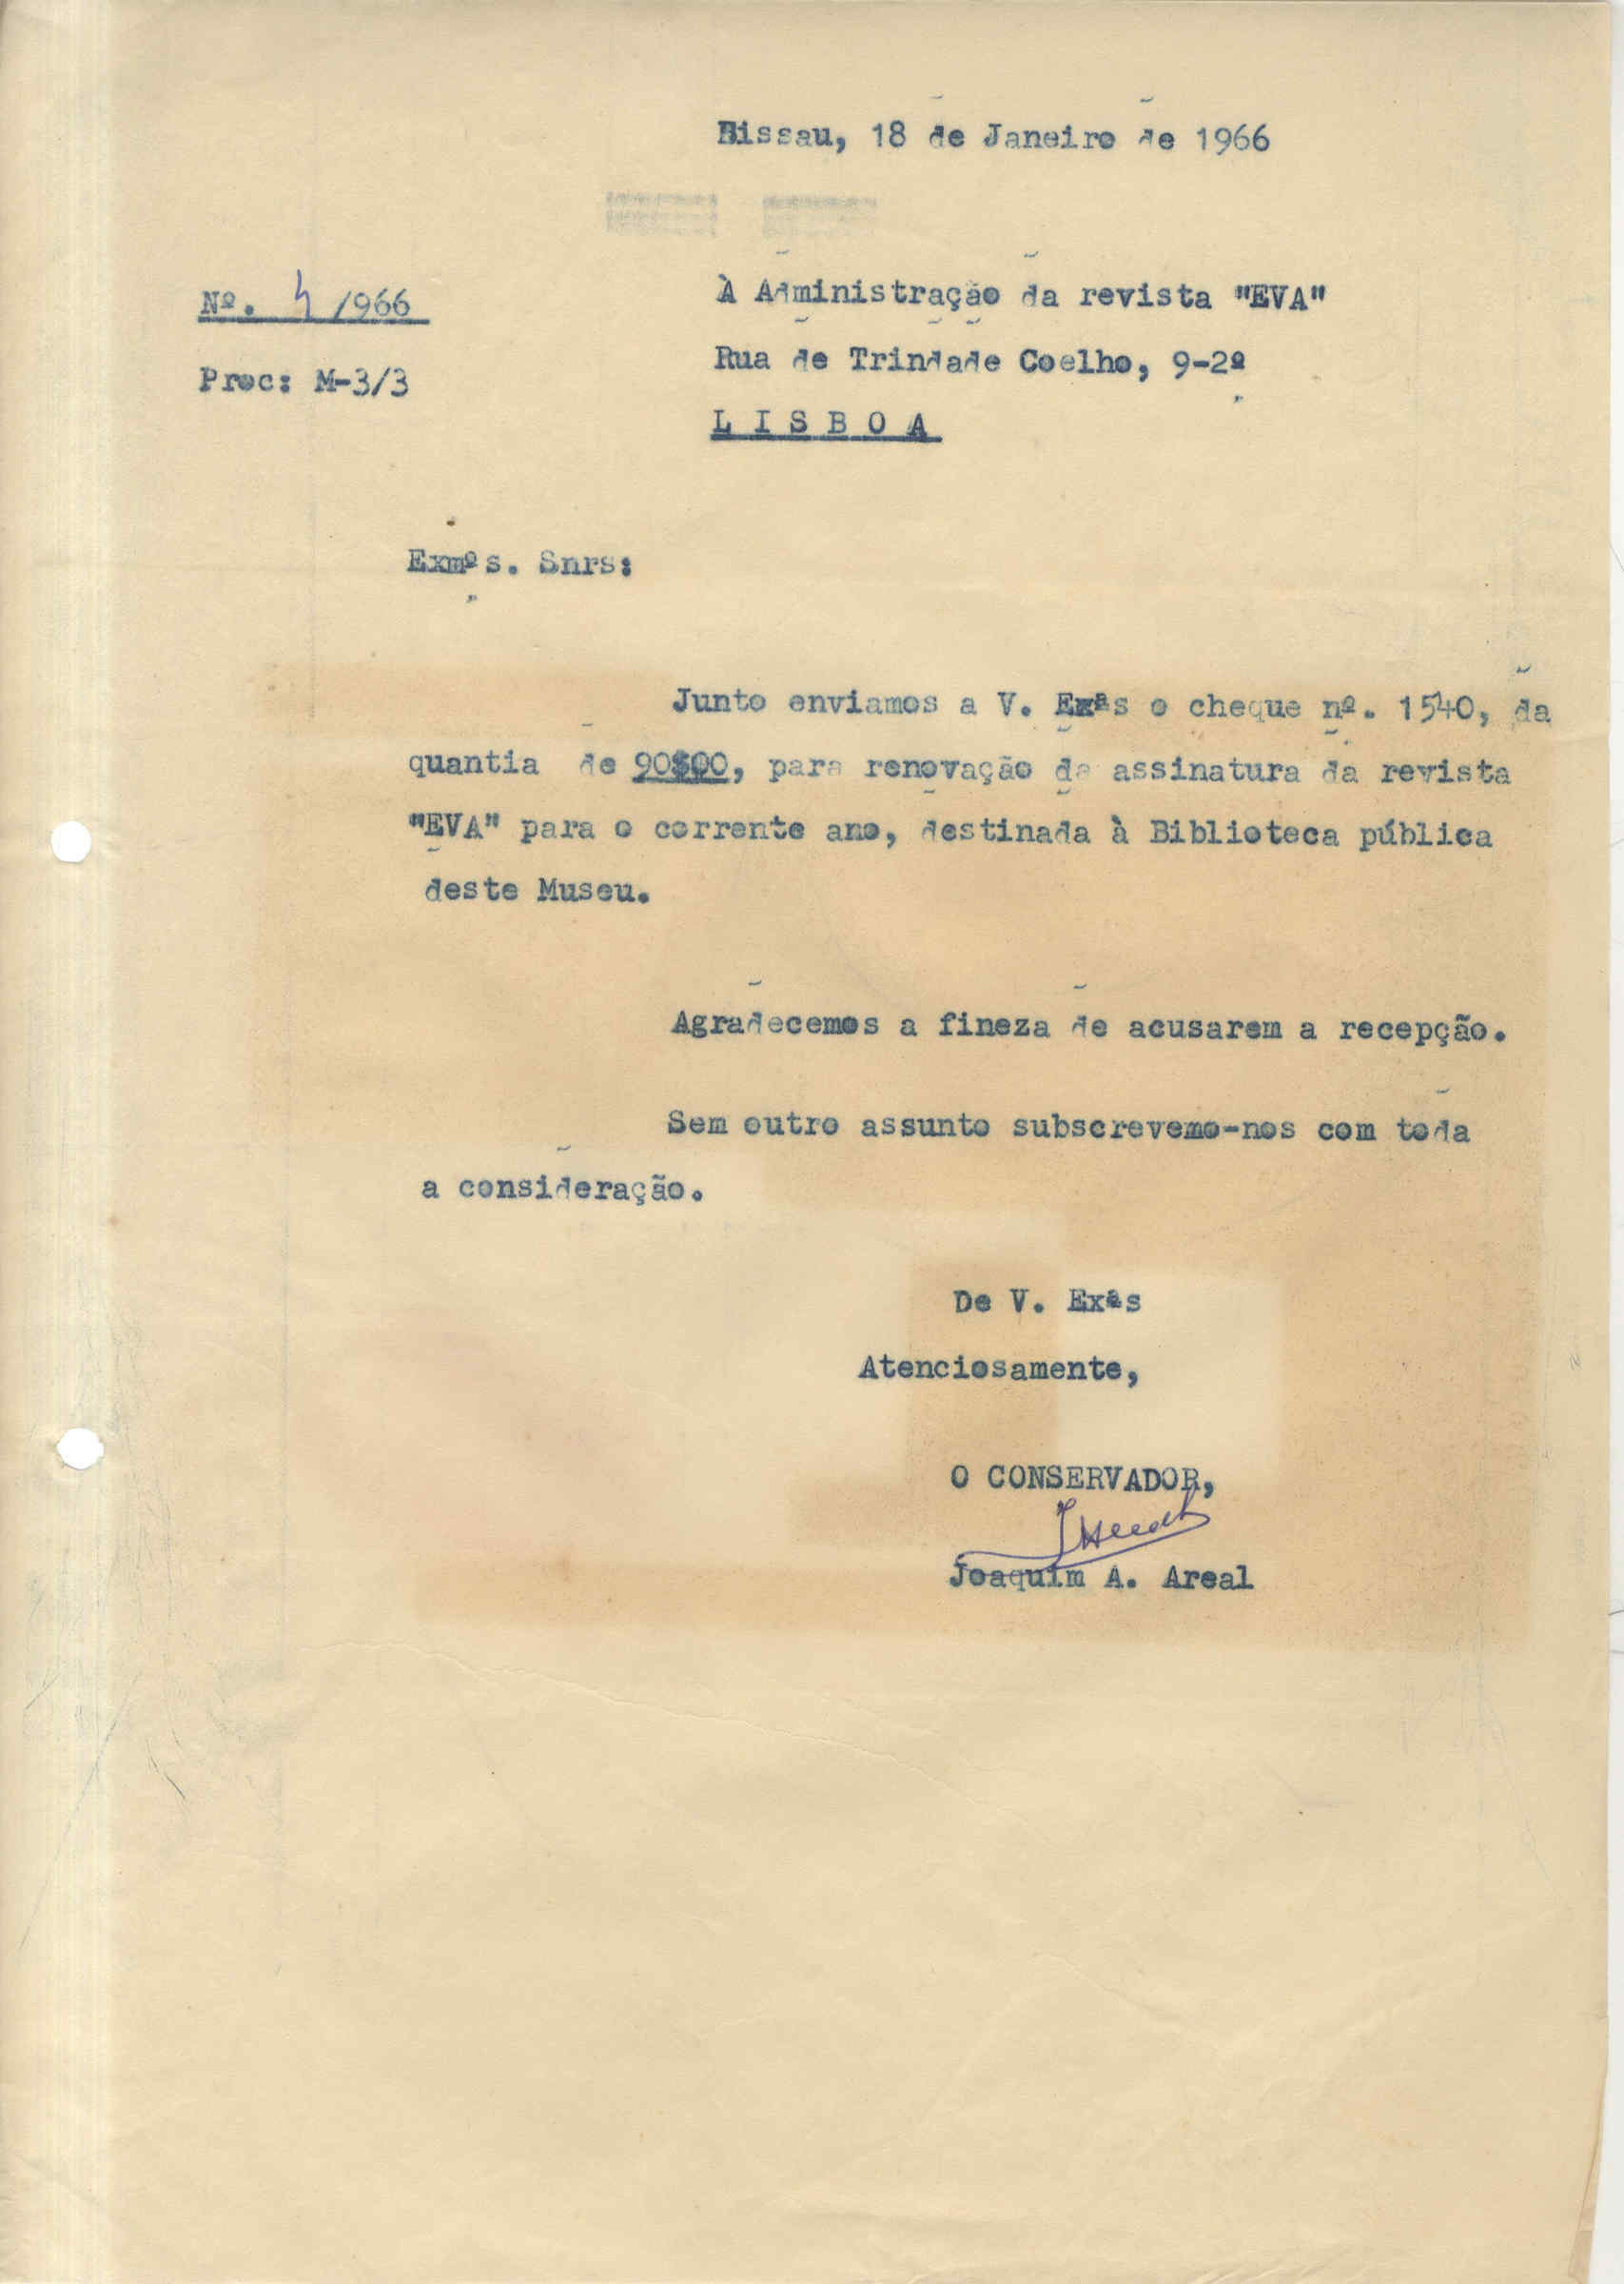 Bissau, 18 de Janeiro de 1966
Nº. 4/966
À Administração da revista "EVA"
Proc: M-3/3
Rua de Trindade Coelho, 9-2º
LISBOA
Exmºs. Snrs:
Junto enviamos a V. Exªs o cheque nº. 1540, da
quantia de 90$00, para renovação da assinatura da revista
"EVA" para o corrente ano, destinada à Biblioteca pública
deste Museu.
Agradecemos a fineza de acusarem a recepção.
Sem outro assunto subscrevemo-nos com toda
a consideração.
De V. Exªs
Atenciosamente,
O CONSERVADOR,
Joaquim A. Areal